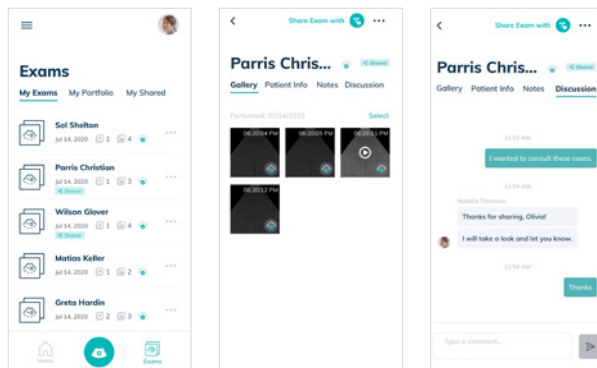 Exams
My Exams My Portfolio My Shared
Sol Shelton
Jul 14, 2020 1 4
Parris Christian
Jul 14, 2020 1 3
Shared
Wilson Glover
Jul 14, 2020 1 4
Shared
Matias Keller
Jul 14, 2020 1 2
Greta Hardin
Jul 14, 2020 2 3
Home
Exams
Share Exam with
Parris Chris... Shared
Gallery Patient Info Notes Discussion
Performed: 07/14/2020 Select
06:20:04 PM 06:20:05 PM 06:20:11 PM
06:20:12 PM
Share Exam with
Parris Chris... Shared
Gallery Patient Info Notes Discussion
11:52 AM
I wanted to consult these cases.
11:54 AM
Natalia Thomson
Thanks for sharing, Olivia!
I will take a look and let you know.
11:54 AM
Thanks
Type a comment...